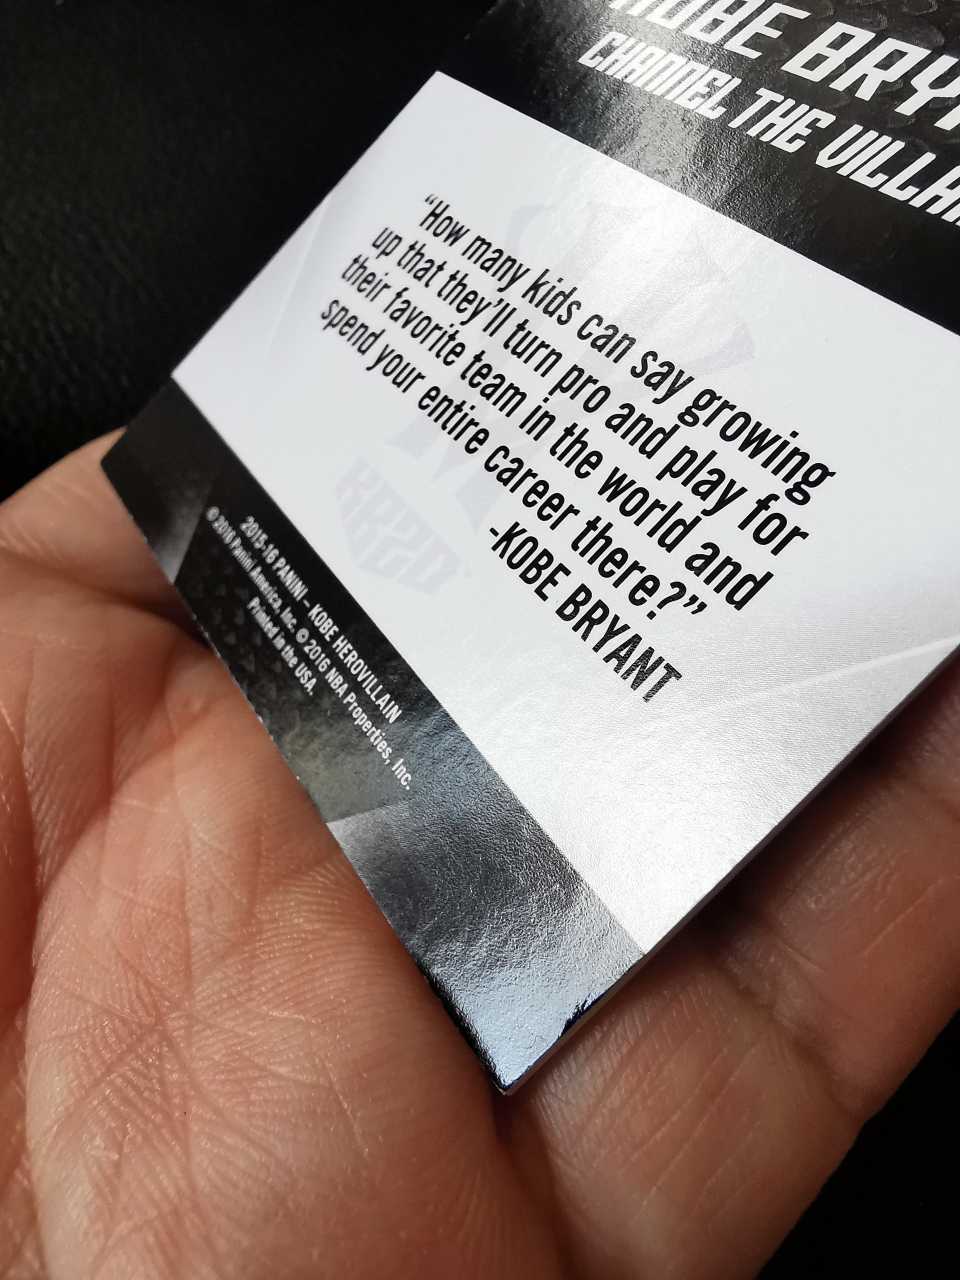 KOBE BRY
CHANNEL THE VILLA
“How many kids can say growing
up that they’ll turn pro and play for
their favorite team in the world and
spend your entire career there?”
-KOBE BRYANT
2015-16 PANINI – KOBE HEROVILLAIN
© 2016 Panini America, Inc. © 2016 NBA Properties, Inc.
Printed in the USA.